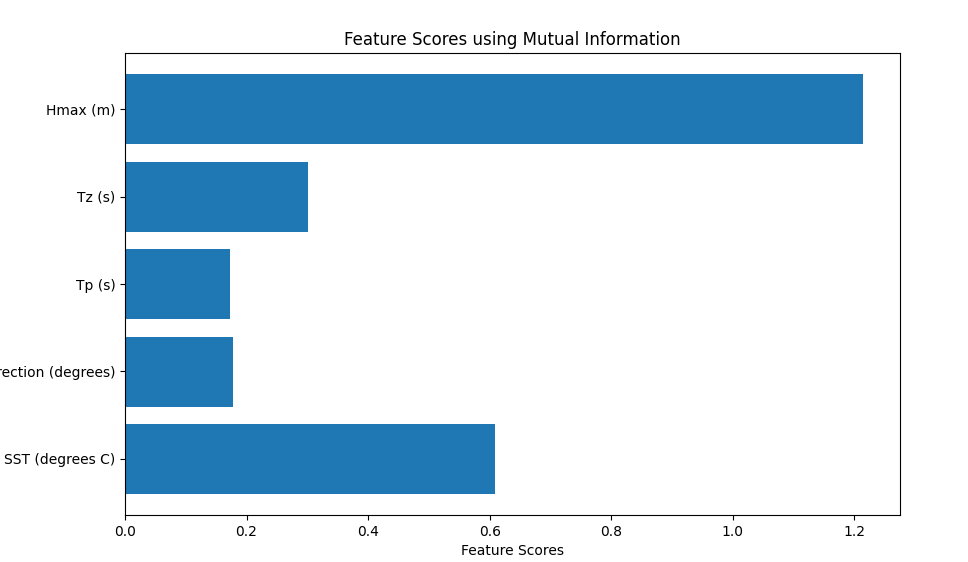 Feature Scores using Mutual Information
Hmax (m)
Tz (s)
Tp (s)
rection (degrees)
SST (degrees C)
0.0 0.2 0.4 0.6 0.8 1.0 1.2
Feature Scores